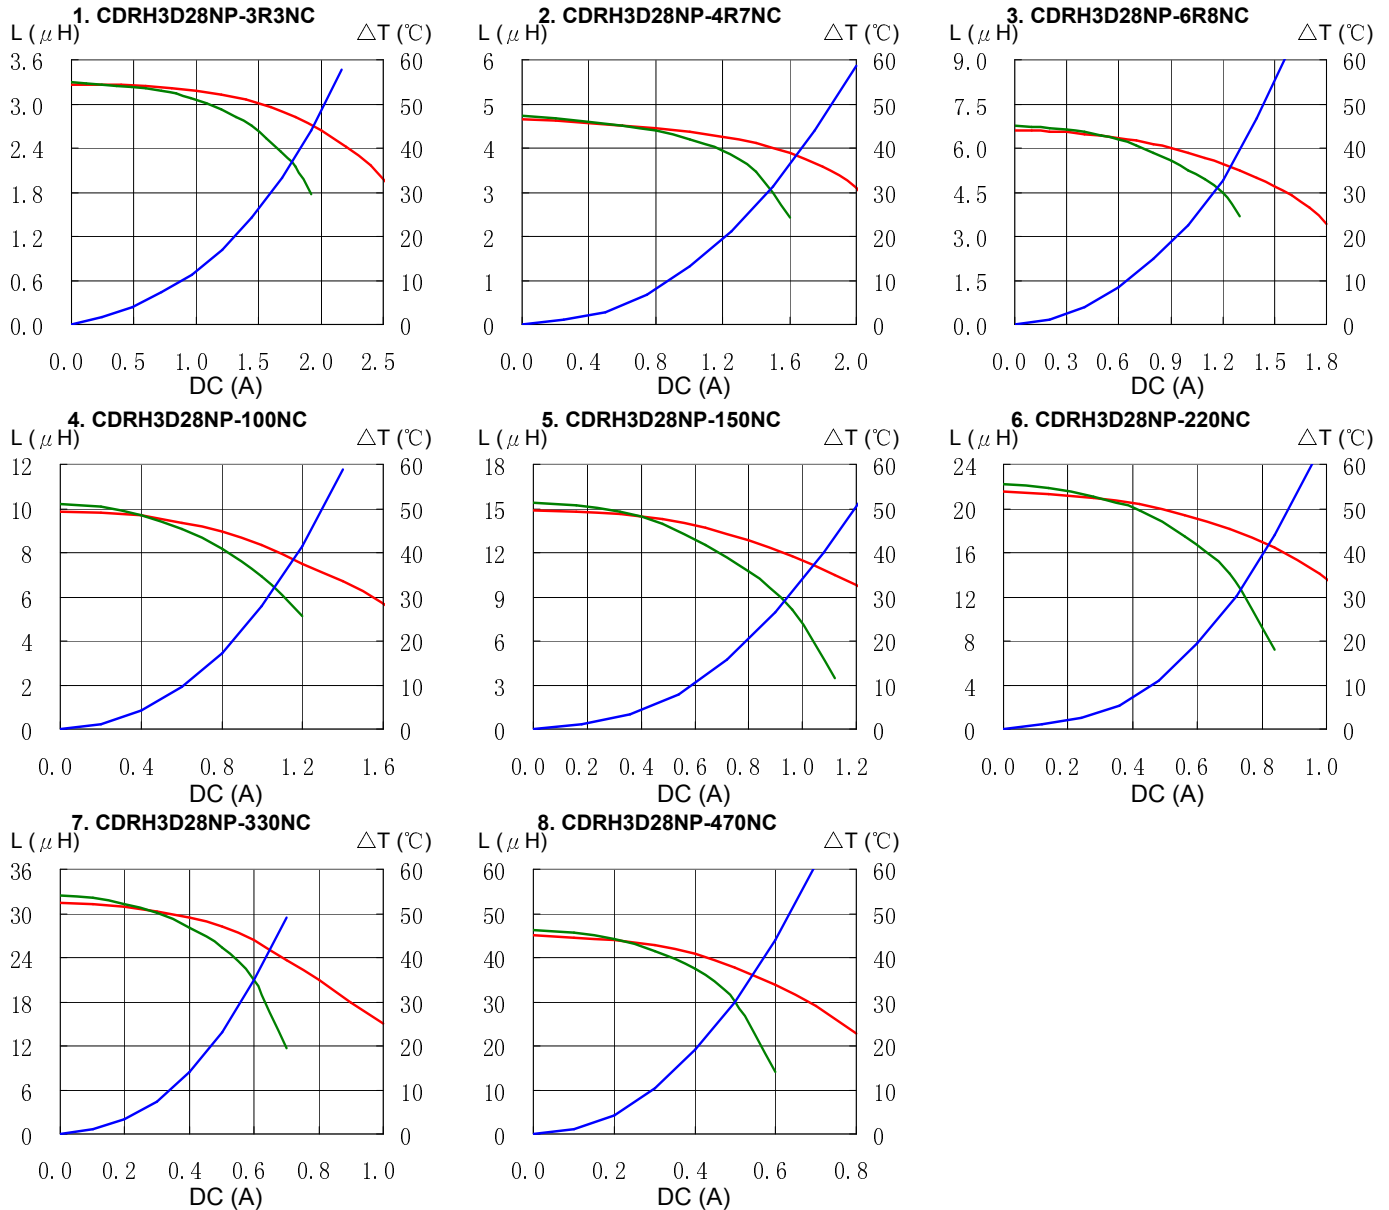 1. CDRH3D28NP-3R3NC
L (μH) △T (℃)
3.6 60
3.0 50
2.4 40
1.8 30
1.2 20
0.6 10
0.0 0
0.0 0.5 1.0 1.5 2.0 2.5
DC (A)
2. CDRH3D28NP-4R7NC
L (μH) △T (℃)
6 60
5 50
4 40
3 30
2 20
1 10
0 0
0.0 0.4 0.8 1.2 1.6 2.0
DC (A)
3. CDRH3D28NP-6R8NC
L (μH) △T (℃)
9.0 60
7.5 50
6.0 40
4.5 30
3.0 20
1.5 10
0.0 0
0.0 0.3 0.6 0.9 1.2 1.5 1.8
DC (A)
4. CDRH3D28NP-100NC
L (μH) △T (℃)
12 60
10 50
8 40
6 30
4 20
2 10
0 0
0.0 0.4 0.8 1.2 1.6
DC (A)
5. CDRH3D28NP-150NC
L (μH) △T (℃)
18 60
15 50
12 40
9 30
6 20
3 10
0 0
0.0 0.2 0.4 0.6 0.8 1.0 1.2
DC (A)
6. CDRH3D28NP-220NC
L (μH) △T (℃)
24 60
20 50
16 40
12 30
8 20
4 10
0 0
0.0 0.2 0.4 0.6 0.8 1.0
DC (A)
7. CDRH3D28NP-330NC
L (μH) △T (℃)
36 60
30 50
24 40
18 30
12 20
6 10
0 0
0.0 0.2 0.4 0.6 0.8 1.0
DC (A)
8. CDRH3D28NP-470NC
L (μH) △T (℃)
60 60
50 50
40 40
30 30
20 20
10 10
0 0
0.0 0.2 0.4 0.6 0.8
DC (A)